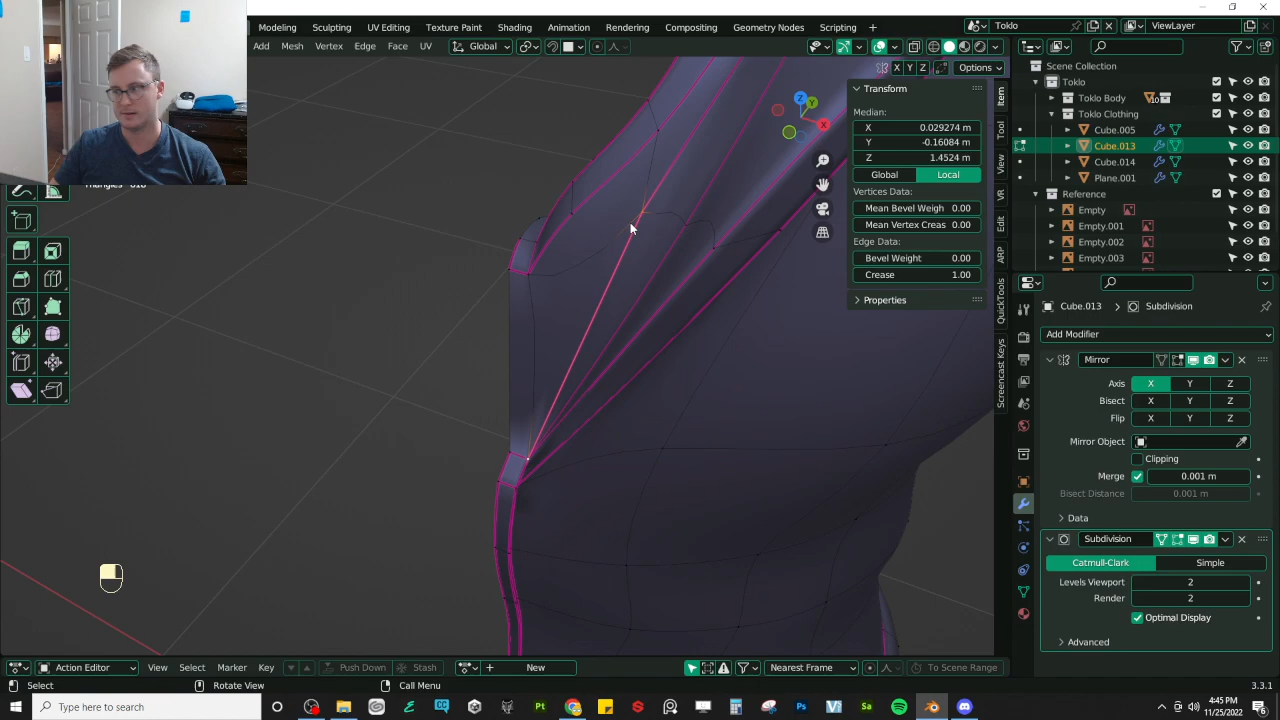 Modeling Sculpting UV Editing Texture Paint Shading Animation Rendering Compositing Geometry Nodes Scripting
Toklo
ViewLayer
Add Mesh Vertex Edge Face UV
Global
X Y Z
Options
Transform
Median:
X 0.029274 m
Y -0.16084 m
Z 1.4524 m
Global Local
Vertices Data:
Mean Bevel Weigh 0.00
Mean Vertex Creas 0.00
Edge Data:
Bevel Weight 0.00
Crease 1.00
Properties
Item
Tool
View
VR
Edit
ARP
QuickTools
Screencast Keys
Z
Y
X
Scene Collection
Toklo
Toklo Body
10
Toklo Clothing
Cube.005
Cube.013
Cube.014
Plane.001
Reference
Empty
Empty.001
Empty.002
Empty.003
Cube.013 > Subdivision
Add Modifier
Mirror
Axis X Y Z
Bisect X Y Z
Flip X Y Z
Mirror Object
Clipping
Merge 0.001 m
Bisect Distance 0.001 m
Data
Subdivision
Catmull-Clark Simple
Levels Viewport 2
Render 2
Optimal Display
Advanced
Action Editor View Select Marker Key Push Down Stash New Nearest Frame To Scene Range
Select Rotate View Call Menu 3.3.1
Type here to search
4:45 PM
11/25/2022